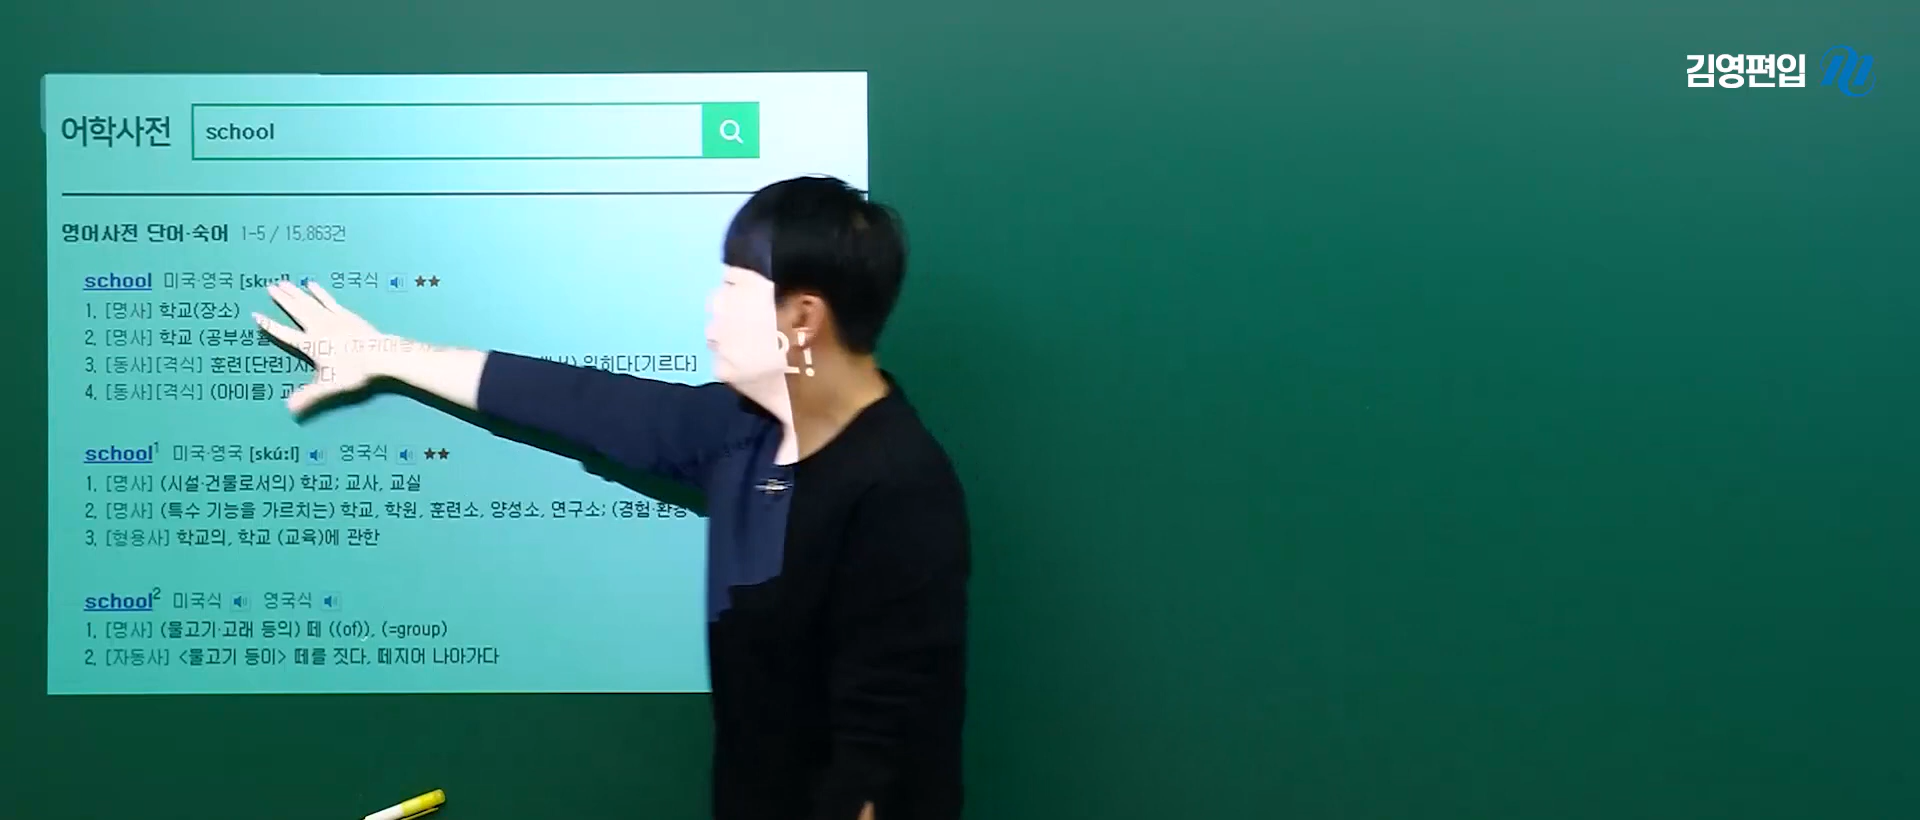 김영편입
어학사전 school
영어사전 단어·숙어 1-5 / 15,863건
school 미국·영국 영국식 ★★
1. [명사] 학교(장소)
2. [명사] 학교 (공부생활
3. [동사][격식] 훈련[단련]시키다. 익히다[기르다]
4. [동사][격식] (아이를)
school¹ 미국·영국 [skúːl] 영국식 ★★
1. [명사] (시설·건물로서의) 학교; 교사, 교실
2. [명사] (특수 기능을 가르치는) 학교, 학원, 훈련소, 양성소, 연구소; (경험·환경
3. [형용사] 학교의, 학교 (교육)에 관한
school² 미국식 영국식
1. [명사] (물고기·고래 등의) 떼 ((of)), (=group)
2. [자동사] <물고기 등이> 떼를 짓다, 떼지어 나아가다